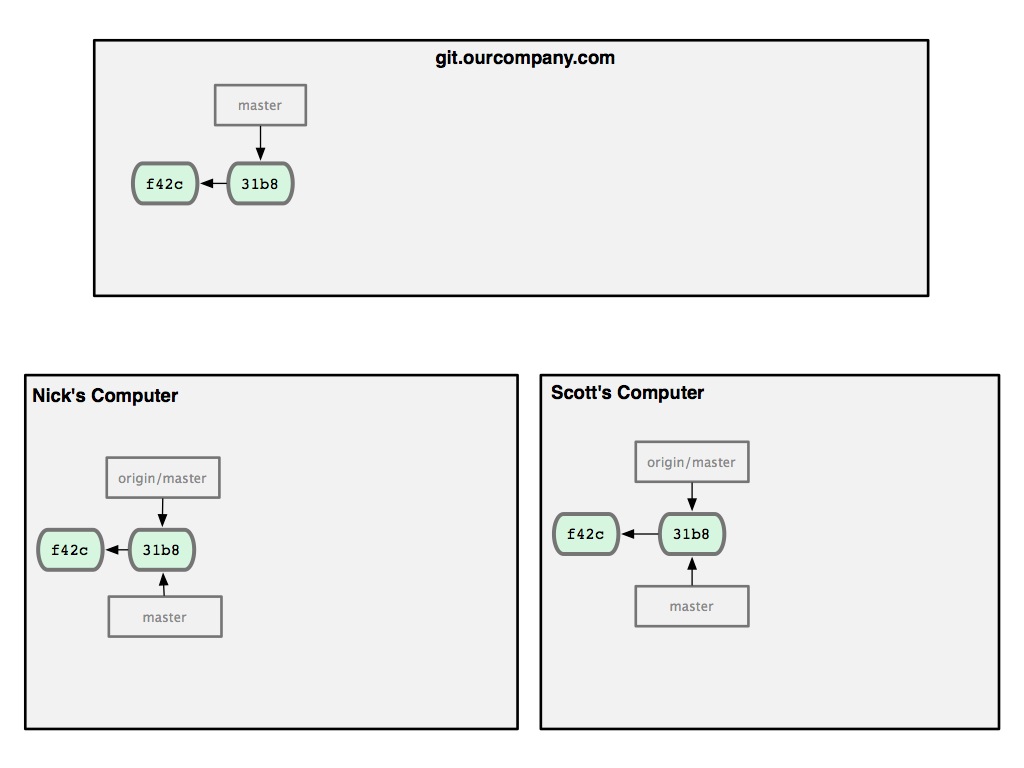 git.ourcompany.com
master
f42c
31b8
Nick's Computer
origin/master
f42c
31b8
master
Scott's Computer
origin/master
f42c
31b8
master